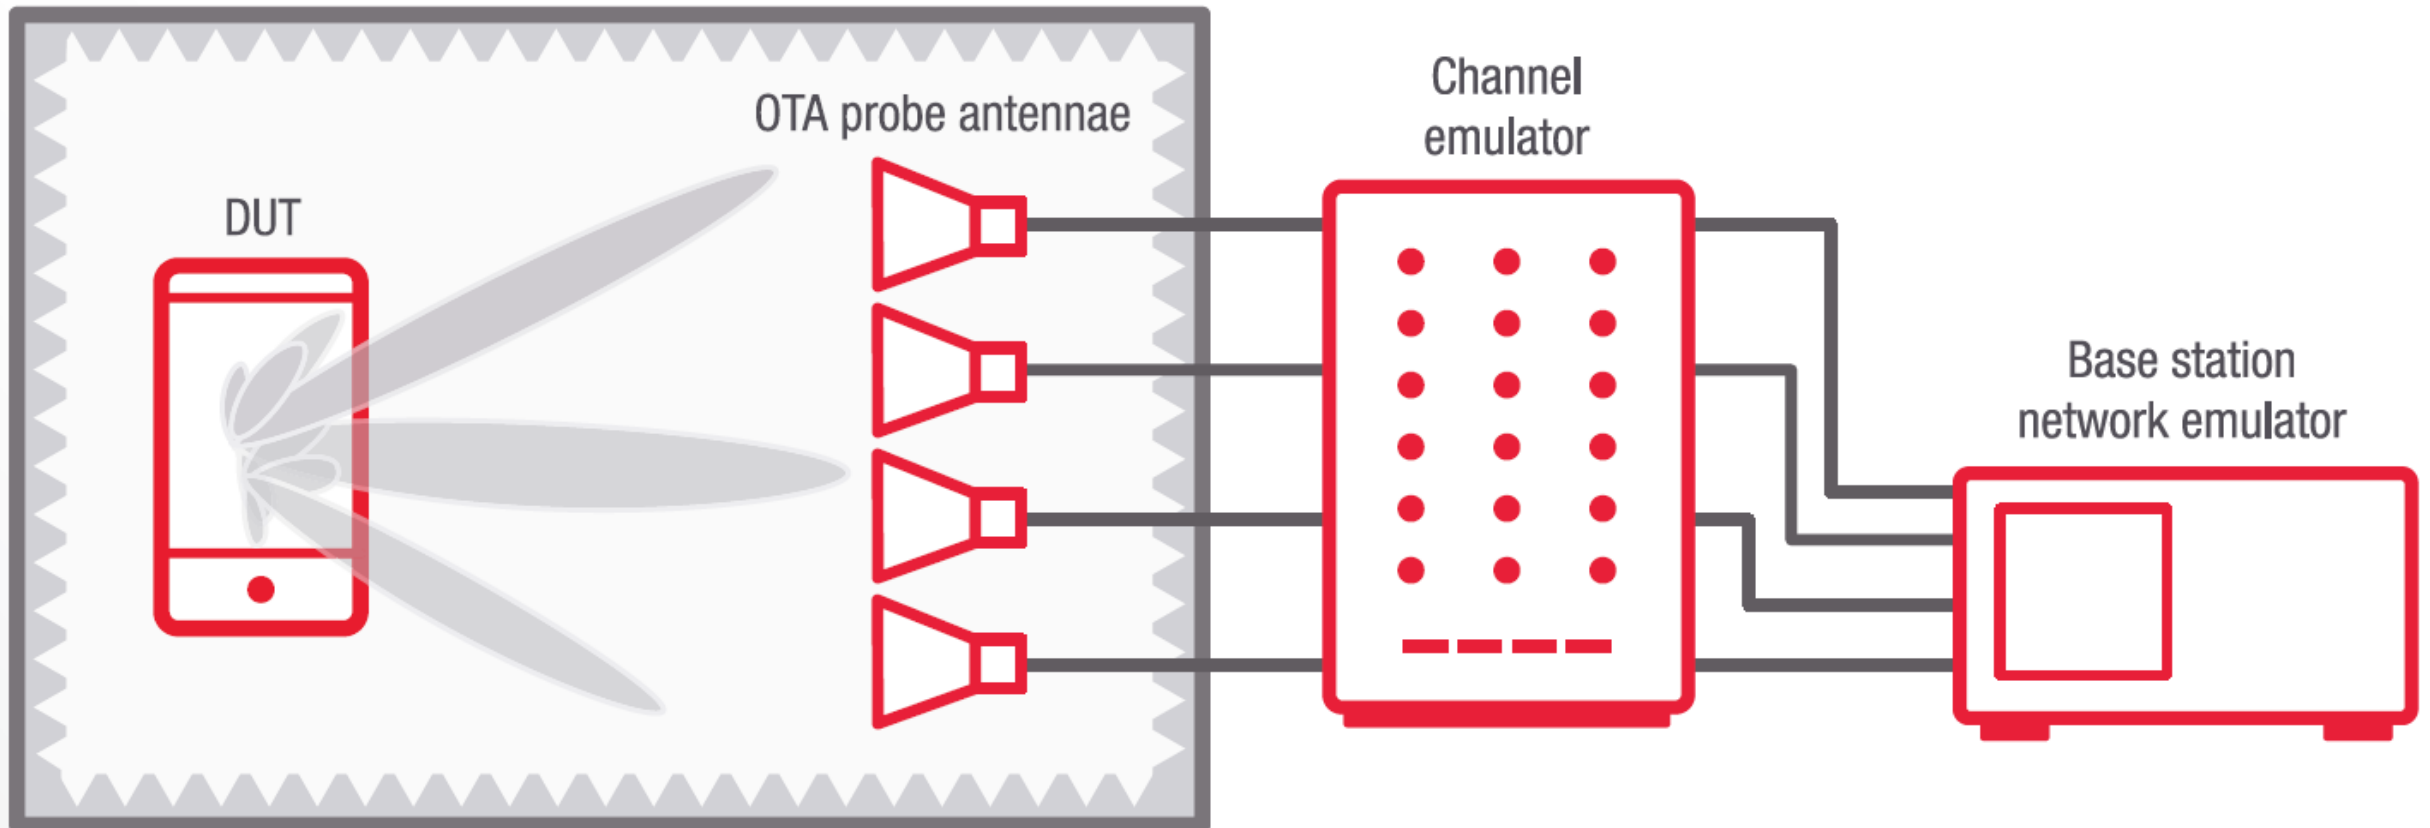 OTA probe antennae
DUT
Channel
emulator
Base station
network emulator